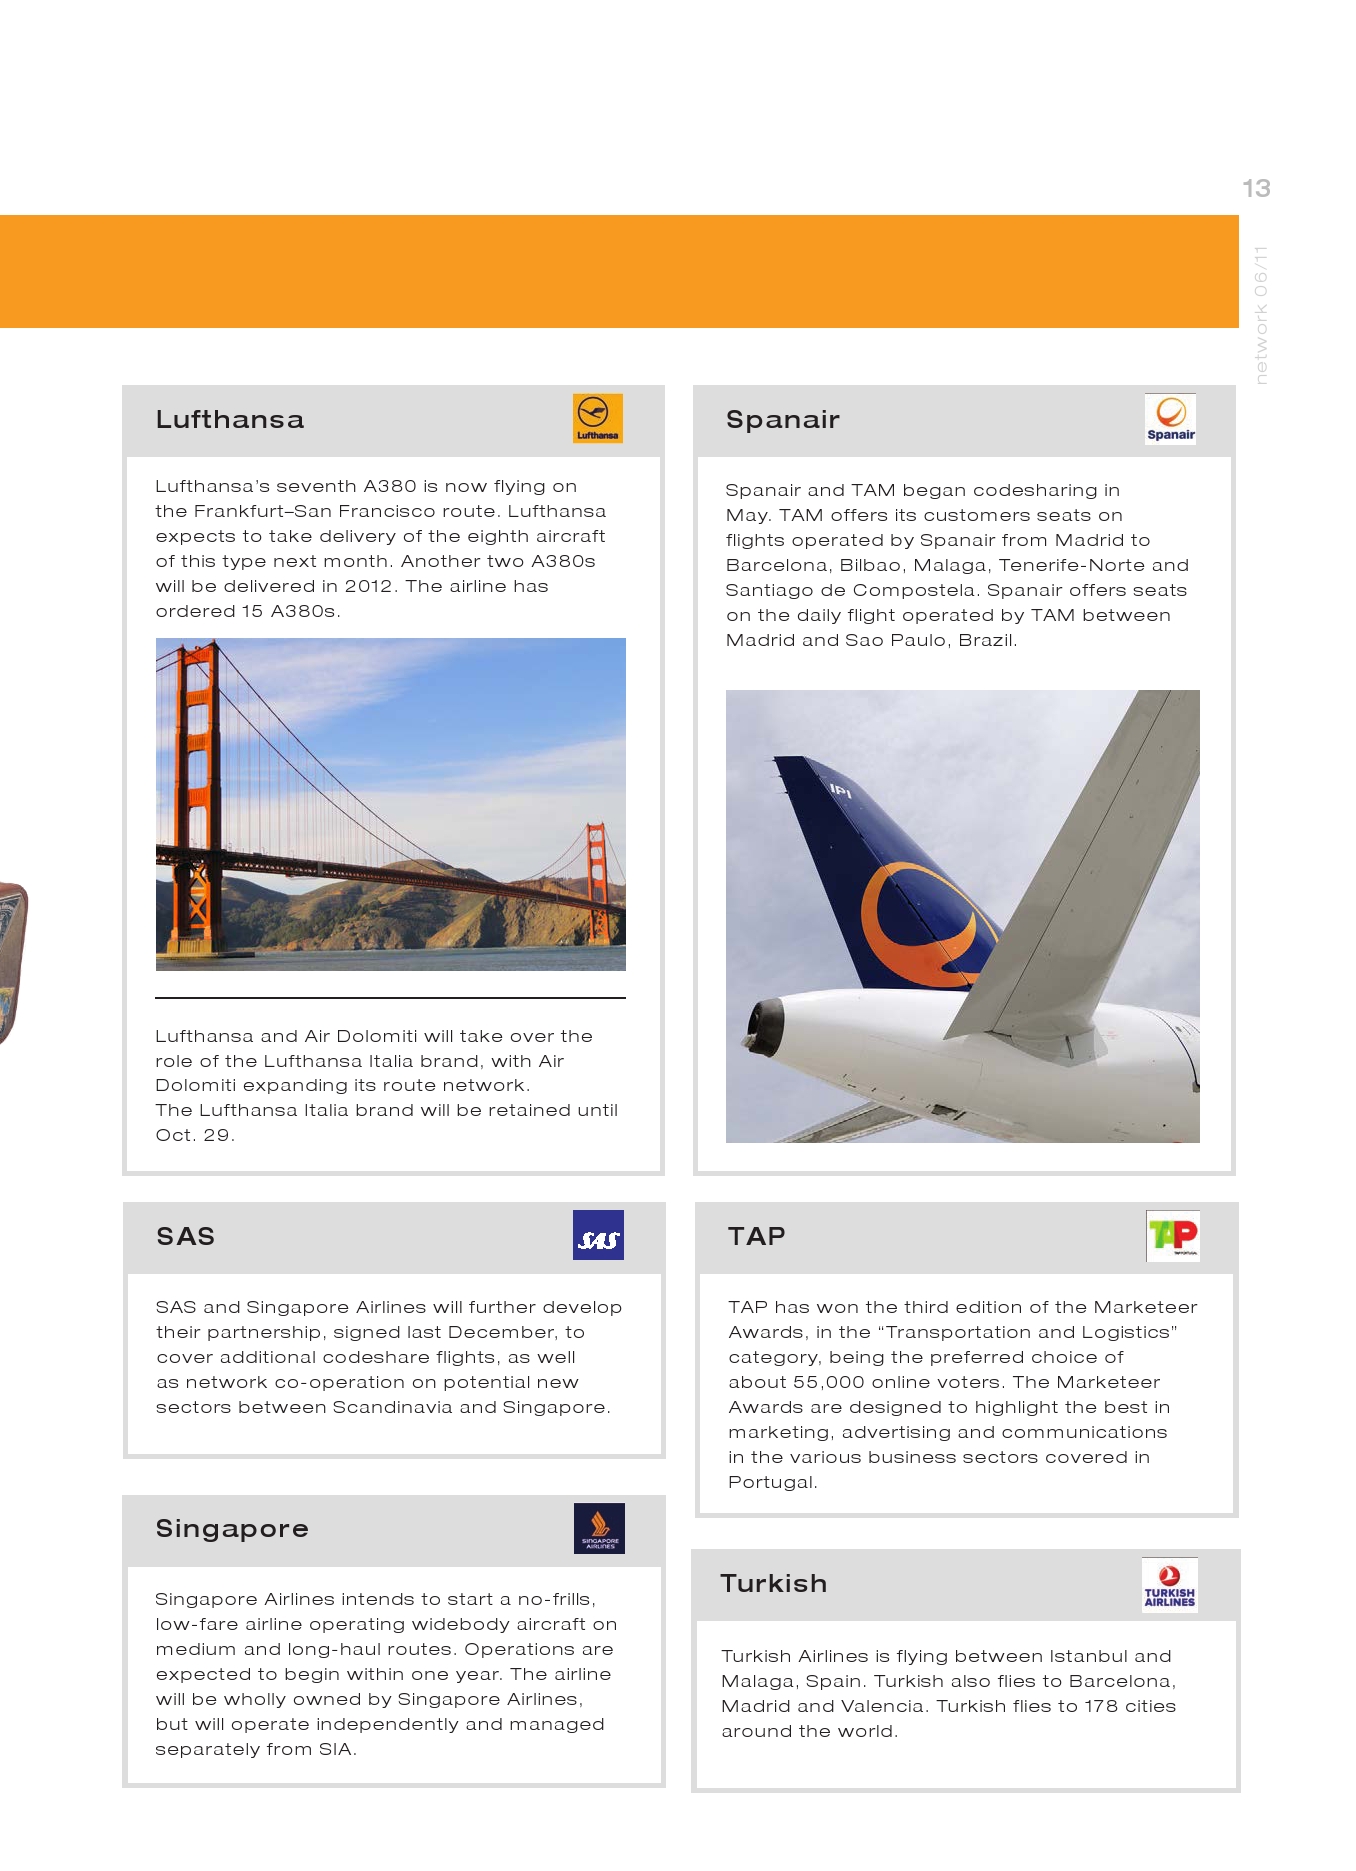 13
network 06/11
Lufthansa
Lufthansa
Lufthansa’s seventh A380 is now flying on
the Frankfurt–San Francisco route. Lufthansa
expects to take delivery of the eighth aircraft
of this type next month. Another two A380s
will be delivered in 2012. The airline has
ordered 15 A380s.
Lufthansa and Air Dolomiti will take over the
role of the Lufthansa Italia brand, with Air
Dolomiti expanding its route network.
The Lufthansa Italia brand will be retained until
Oct. 29.
Spanair
Spanair
Spanair and TAM began codesharing in
May. TAM offers its customers seats on
flights operated by Spanair from Madrid to
Barcelona, Bilbao, Malaga, Tenerife-Norte and
Santiago de Compostela. Spanair offers seats
on the daily flight operated by TAM between
Madrid and Sao Paulo, Brazil.
IPI
SAS
SAS
SAS and Singapore Airlines will further develop
their partnership, signed last December, to
cover additional codeshare flights, as well
as network co-operation on potential new
sectors between Scandinavia and Singapore.
TAP
TAP
TAP PORTUGAL
TAP has won the third edition of the Marketeer
Awards, in the “Transportation and Logistics”
category, being the preferred choice of
about 55,000 online voters. The Marketeer
Awards are designed to highlight the best in
marketing, advertising and communications
in the various business sectors covered in
Portugal.
Singapore
SINGAPORE
AIRLINES
Singapore Airlines intends to start a no-frills,
low-fare airline operating widebody aircraft on
medium and long-haul routes. Operations are
expected to begin within one year. The airline
will be wholly owned by Singapore Airlines,
but will operate independently and managed
separately from SIA.
Turkish
TURKISH
AIRLINES
Turkish Airlines is flying between Istanbul and
Malaga, Spain. Turkish also flies to Barcelona,
Madrid and Valencia. Turkish flies to 178 cities
around the world.